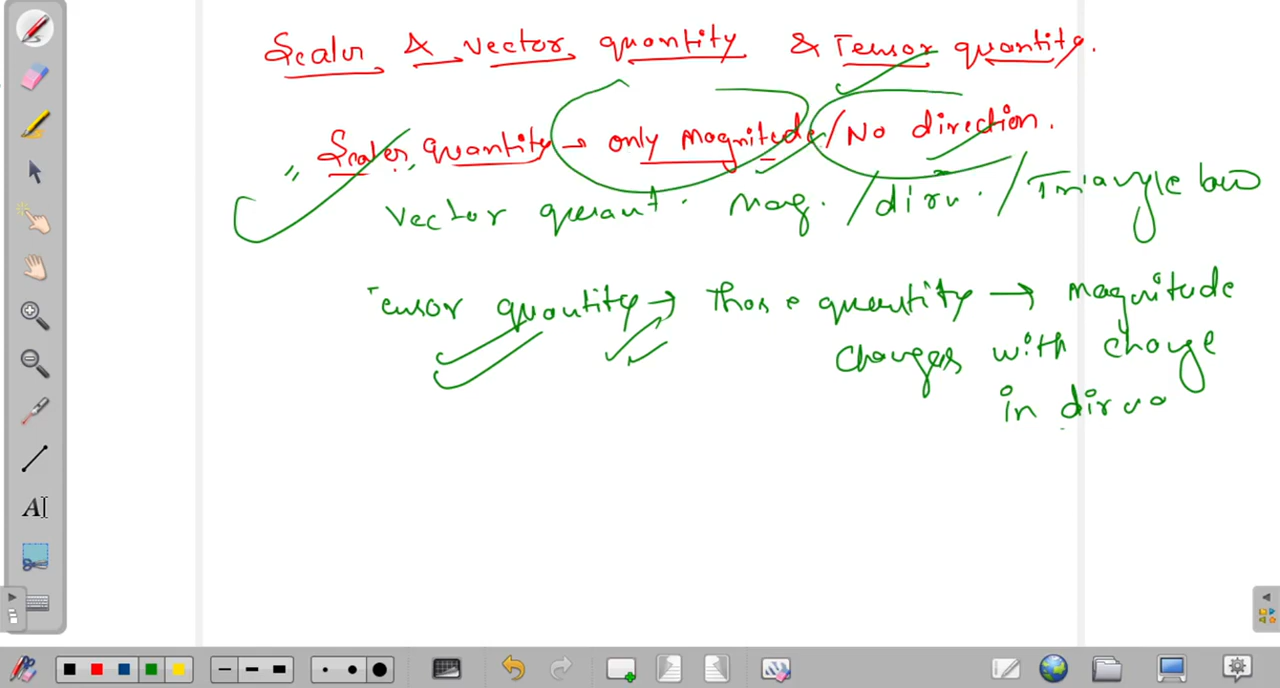 Scalar & vector quantity & Tensor quantity.
"Scalar" quantity → only magnitude / No direction.
Vector quant. Mag. / dirn. / Triangle law
Tensor quantity → Those quantity → Magnitude
changes with change
in dirn
A